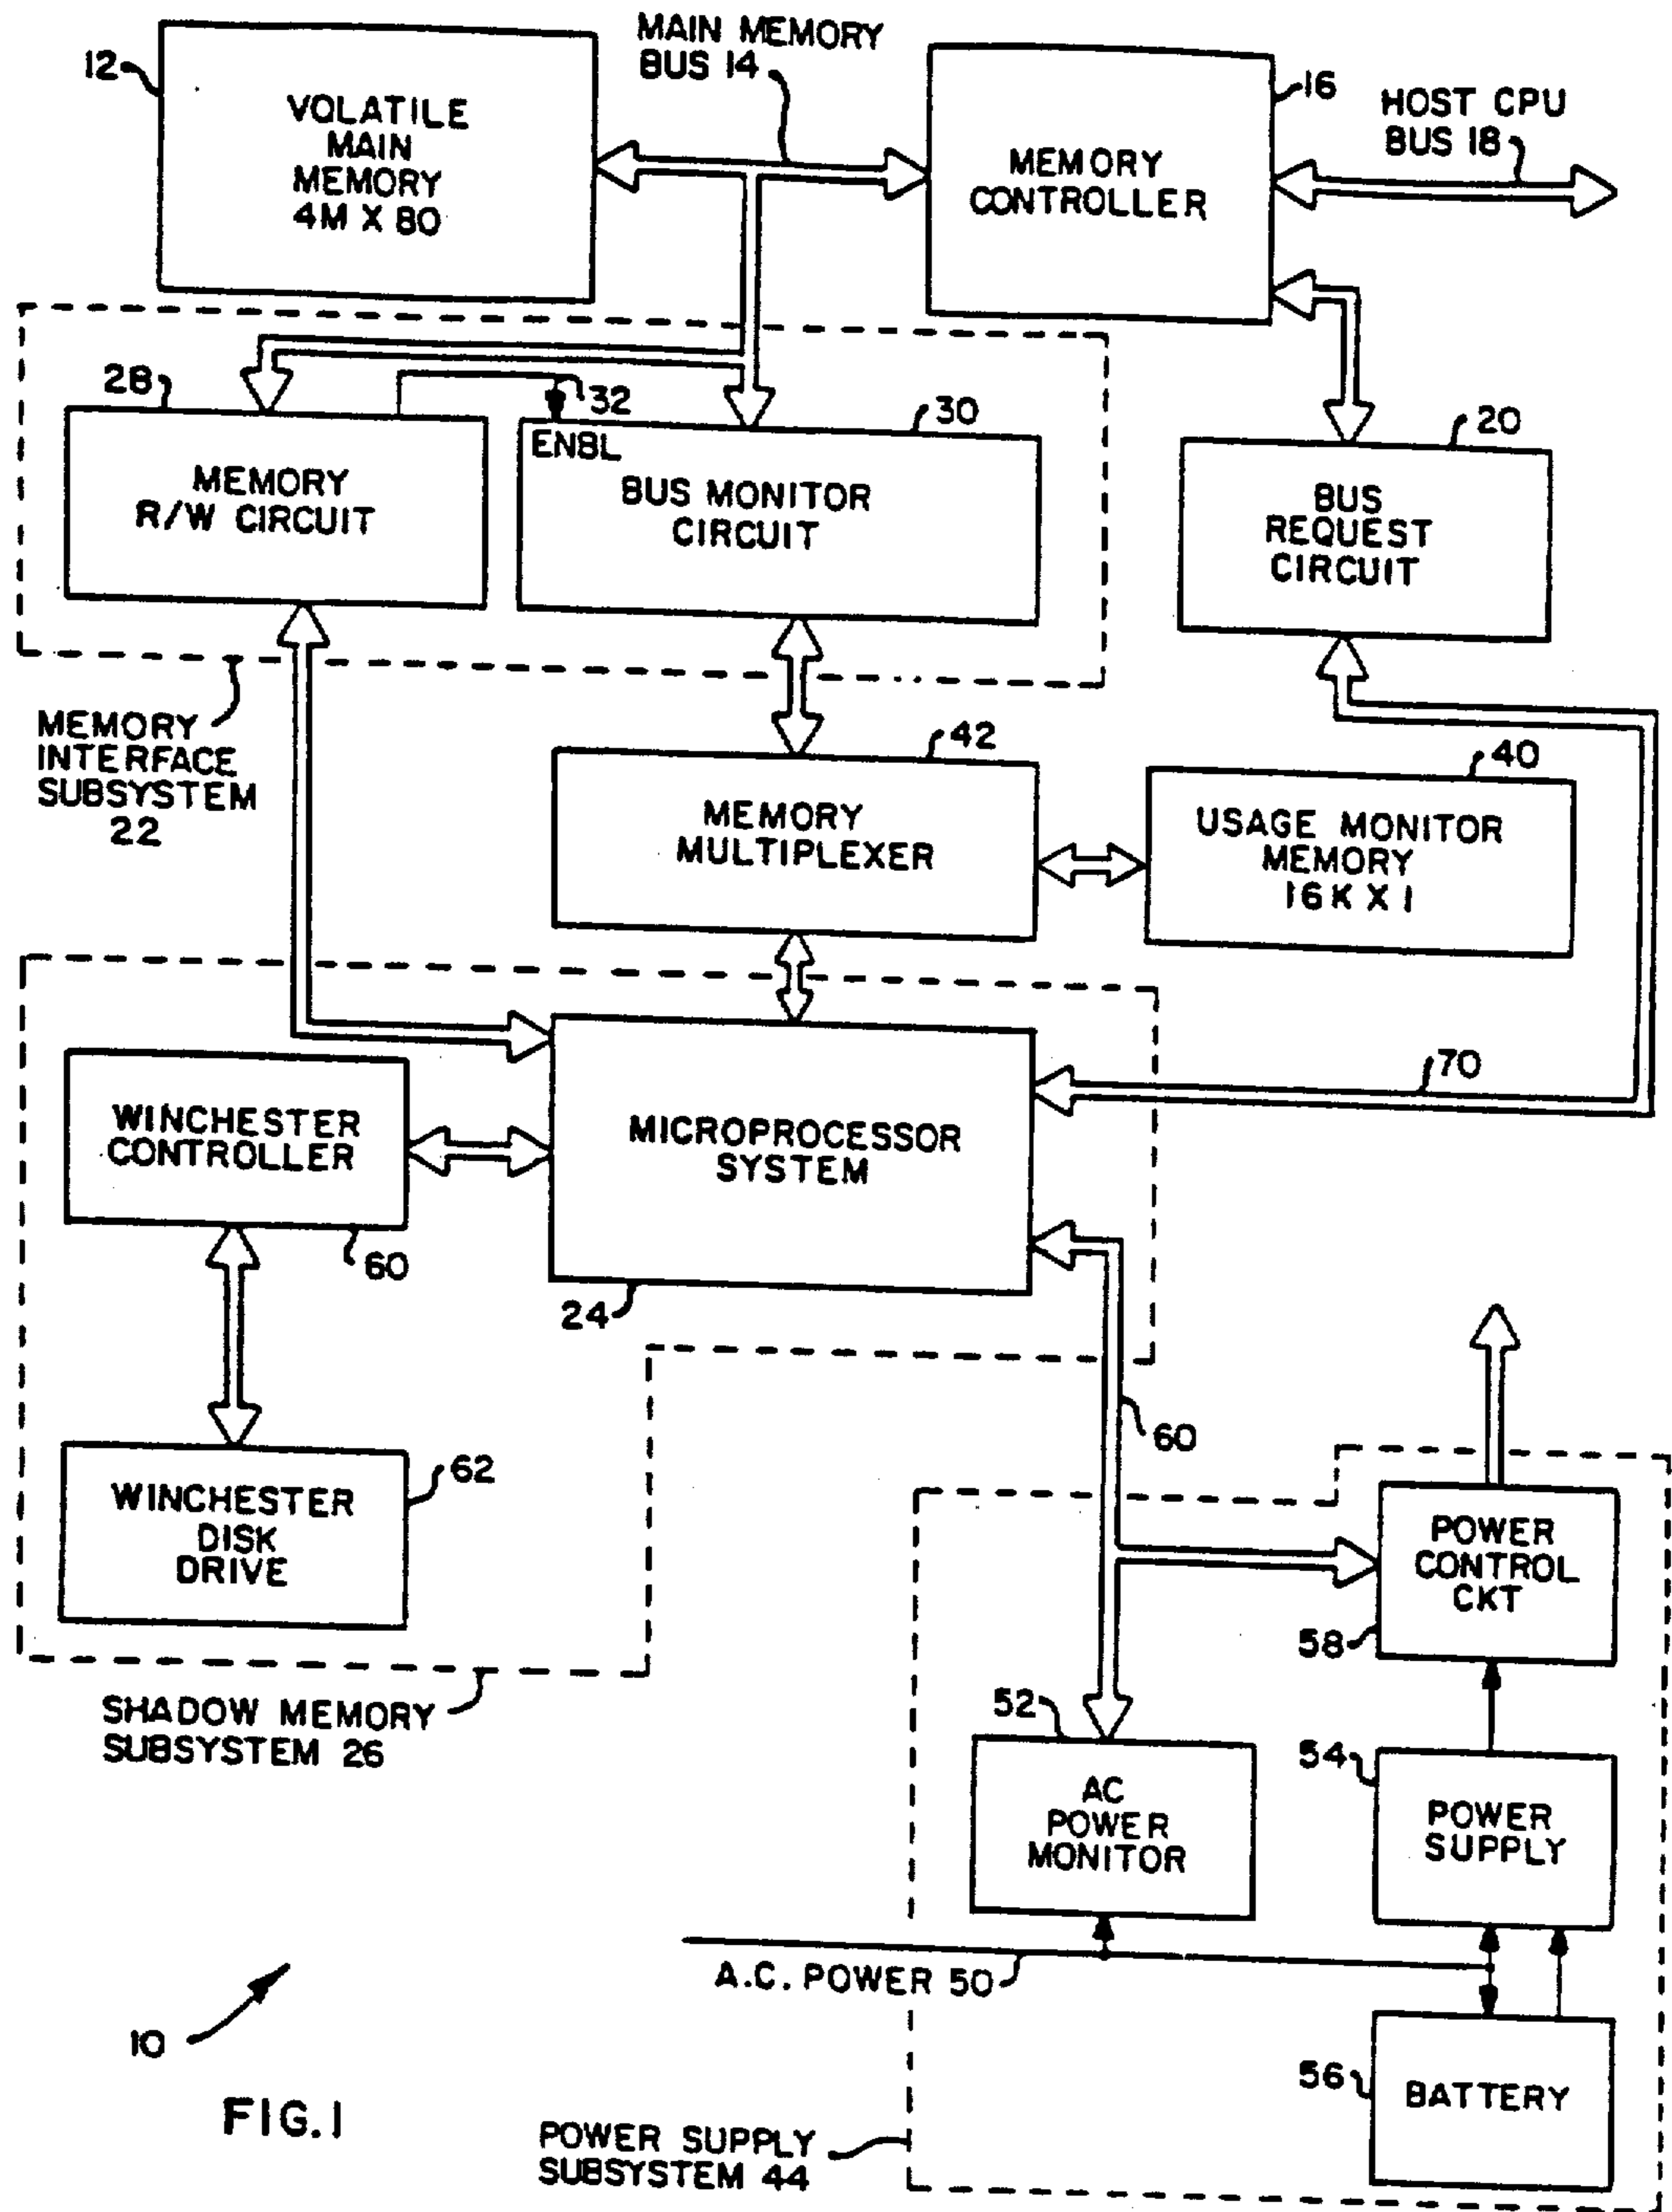 MAIN MEMORY
BUS 14
12
VOLATILE
MAIN
MEMORY
4M X 80
16
MEMORY
CONTROLLER
HOST CPU
BUS 18
28
32
30
20
MEMORY
R/W CIRCUIT
ENBL
BUS MONITOR
CIRCUIT
BUS
REQUEST
CIRCUIT
MEMORY
INTERFACE
SUBSYSTEM
22
42
40
MEMORY
MULTIPLEXER
USAGE MONITOR
MEMORY
16K X 1
70
WINCHESTER
CONTROLLER
60
MICROPROCESSOR
SYSTEM
24
60
62
WINCHESTER
DISK
DRIVE
POWER
CONTROL
CKT
58
SHADOW MEMORY
SUBSYSTEM 26
52
AC
POWER
MONITOR
54
POWER
SUPPLY
A.C. POWER 50
56
BATTERY
10
FIG. 1
POWER SUPPLY
SUBSYSTEM 44